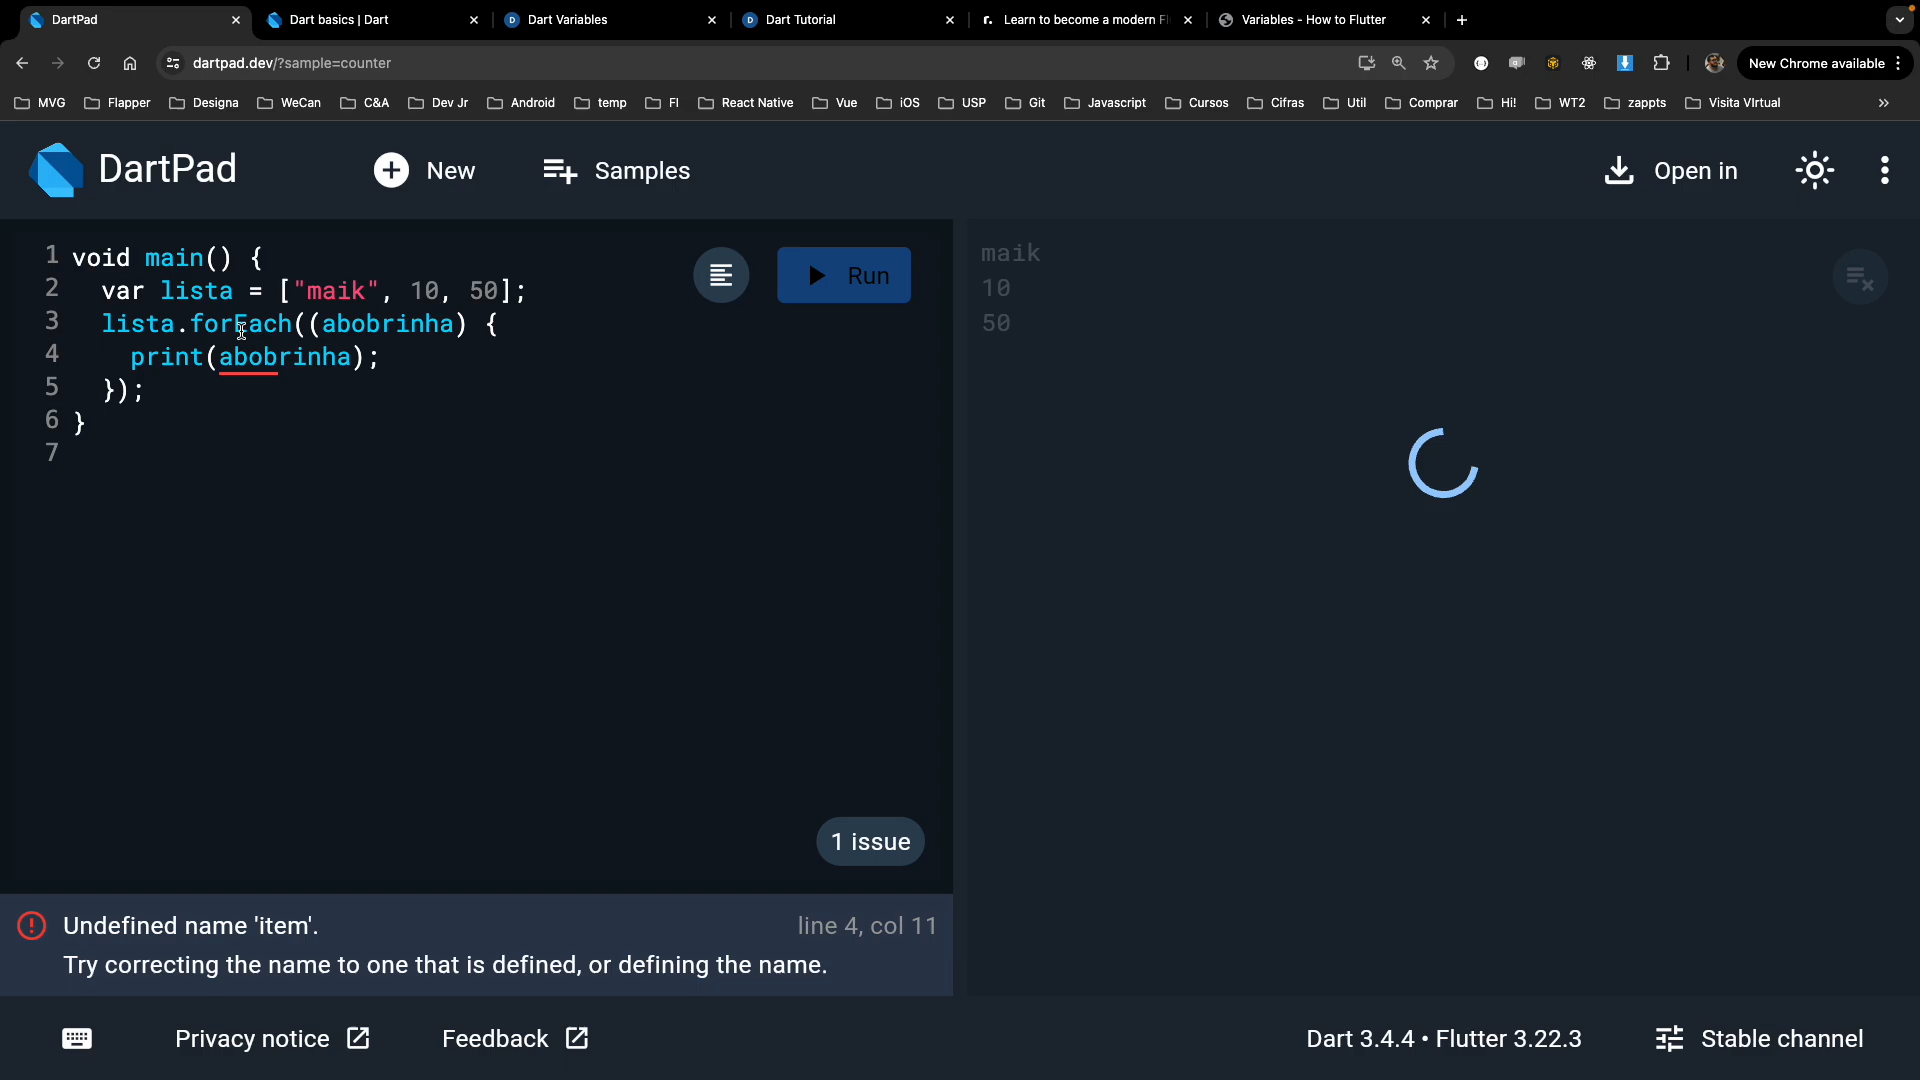 DartPad
Dart basics | Dart
Dart Variables
Dart Tutorial
Learn to become a modern Fl
Variables - How to Flutter
dartpad.dev/?sample=counter
New Chrome available
MVG
Flapper
Designa
WeCan
C&A
Dev Jr
Android
temp
FI
React Native
Vue
iOS
USP
Git
Javascript
Cursos
Cifras
Util
Comprar
Hi!
WT2
zappts
Visita VIrtual
DartPad
New
Samples
Open in
1 void main() {
2 var lista = ["maik", 10, 50];
3 lista.forEach((abobrinha) {
4 print(abobrinha);
5 });
6 }
7
Run
maik
10
50
1 issue
Undefined name 'item'.
line 4, col 11
Try correcting the name to one that is defined, or defining the name.
Privacy notice
Feedback
Dart 3.4.4 • Flutter 3.22.3
Stable channel